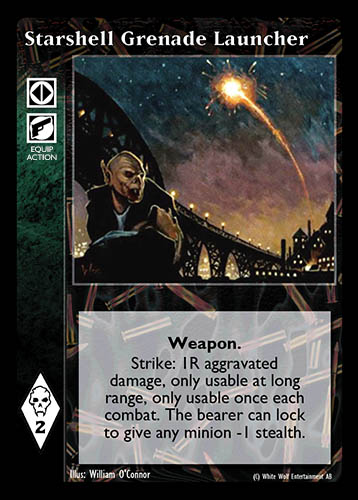 Starshell Grenade Launcher
EQUIP
ACTION
Weapon.
Strike: 1R aggravated
damage, only usable at long
range, only usable once each
combat. The bearer can lock
to give any minion -1 stealth.
2
Illus: William O'Connor
(C) White Wolf Entertainment AB